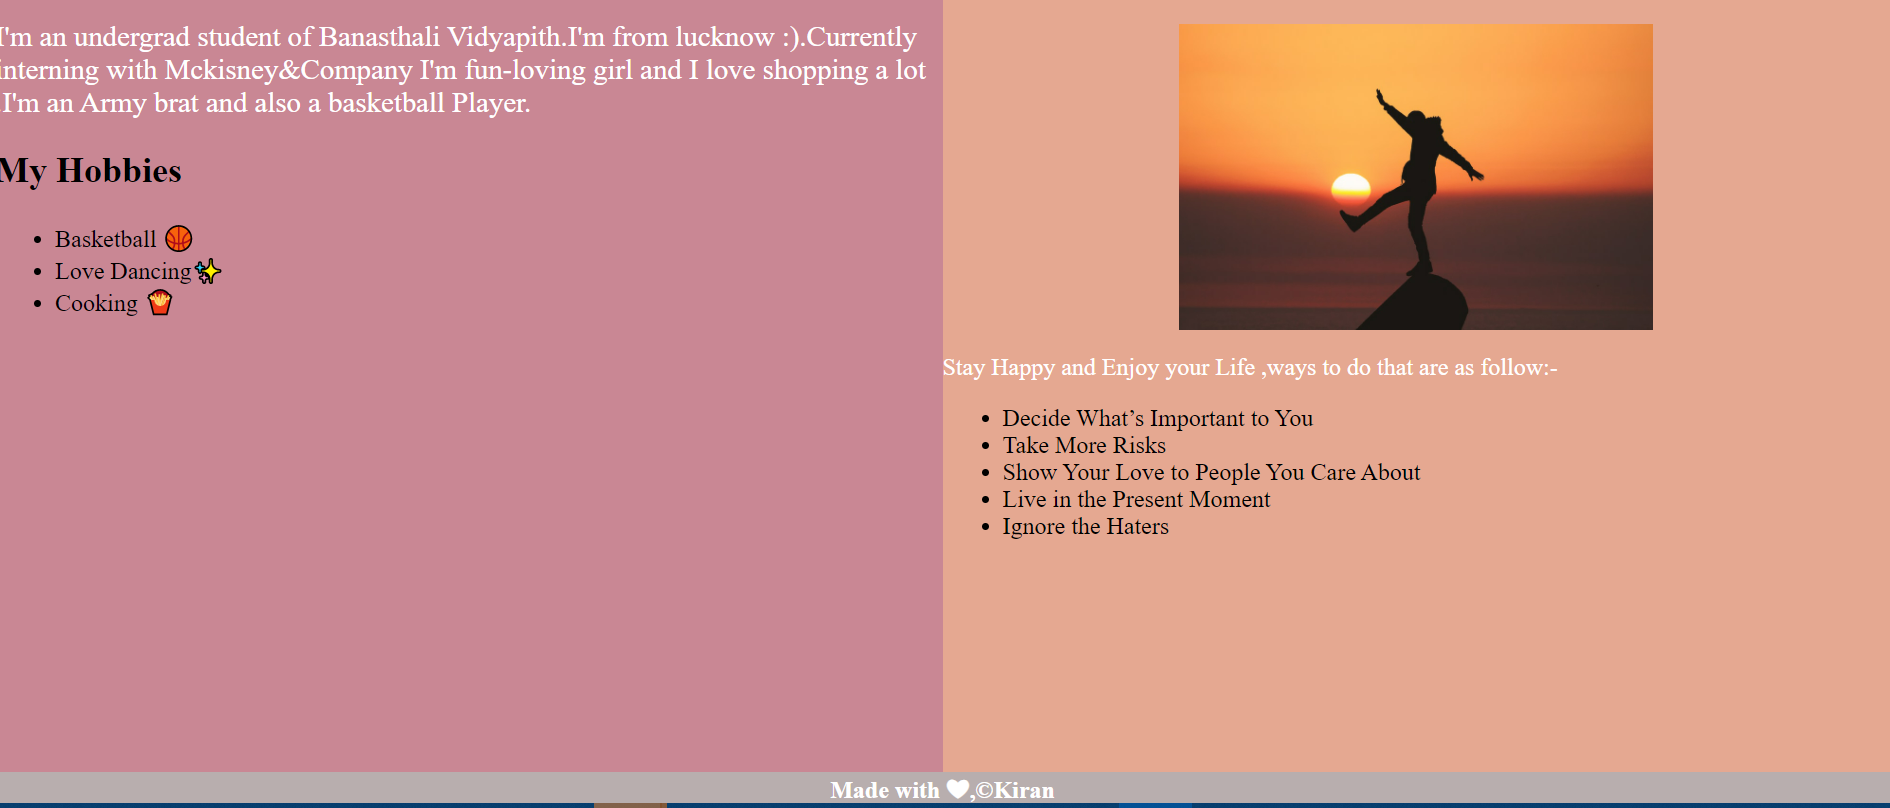 I'm an undergrad student of Banasthali Vidyapith.I'm from lucknow :).Currently
interning with Mckisney&Company I'm fun-loving girl and I love shopping a lot
.I'm an Army brat and also a basketball Player.
My Hobbies
• Basketball 🏀
• Love Dancing✨
• Cooking 🍟
Stay Happy and Enjoy your Life ,ways to do that are as follow:-
• Decide What’s Important to You
• Take More Risks
• Show Your Love to People You Care About
• Live in the Present Moment
• Ignore the Haters
Made with 🤍,©Kiran